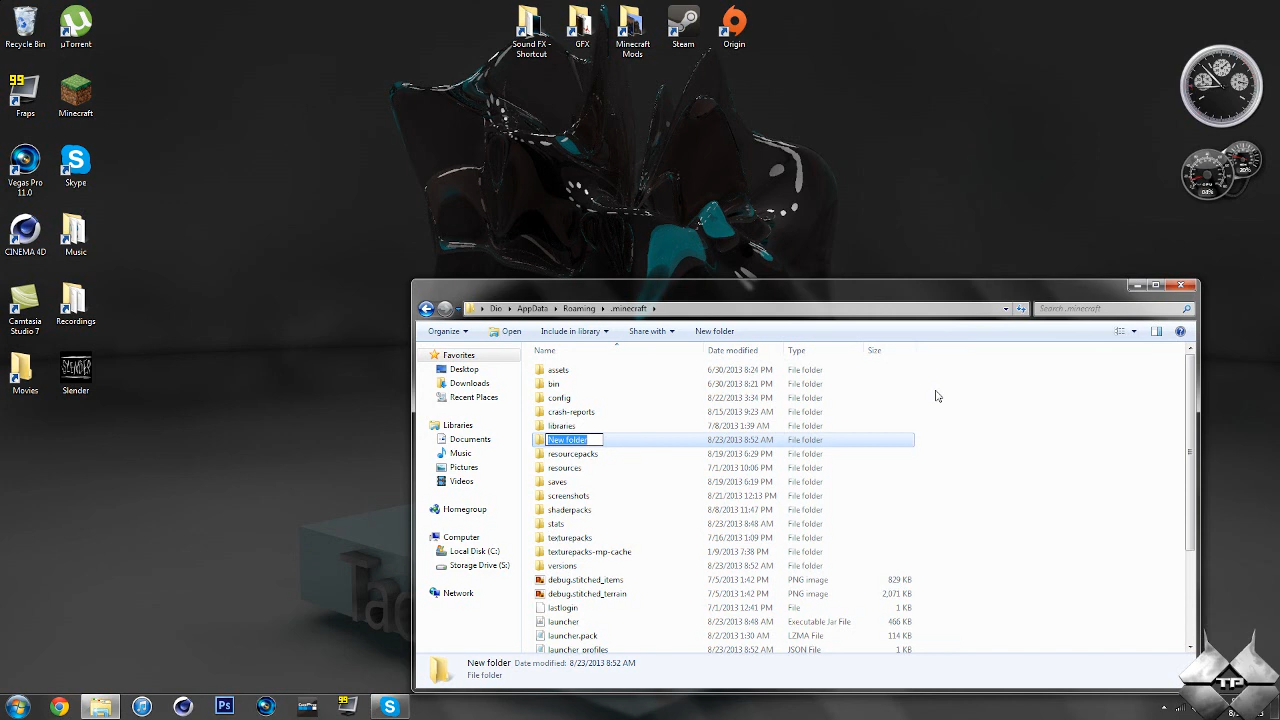 Recycle Bin
µTorrent
Sound FX - Shortcut
GFX
Minecraft Mods
Steam
Origin
99
Fraps
Minecraft
Vegas Pro 11.0
Skype
CINEMA 4D
Music
Camtasia Studio 7
Recordings
Movies
SLENDER
Slender
Dio ▸ AppData ▸ Roaming ▸ .minecraft ▸
Search .minecraft
Organize Open Include in library Share with New folder
Name Date modified Type Size
Favorites
Desktop
Downloads
Recent Places
Libraries
Documents
Music
Pictures
Videos
Homegroup
Computer
Local Disk (C:)
Storage Drive (S:)
Network
assets 6/30/2013 8:24 PM File folder
bin 6/30/2013 8:21 PM File folder
config 8/22/2013 3:34 PM File folder
crash-reports 8/15/2013 9:23 AM File folder
libraries 7/8/2013 1:39 AM File folder
New folder 8/23/2013 8:52 AM File folder
resourcepacks 8/19/2013 6:29 PM File folder
resources 7/1/2013 10:06 PM File folder
saves 8/19/2013 6:19 PM File folder
screenshots 8/21/2013 12:13 PM File folder
shaderpacks 8/8/2013 11:47 PM File folder
stats 8/23/2013 8:48 AM File folder
texturepacks 7/16/2013 1:09 PM File folder
texturepacks-mp-cache 1/9/2013 7:38 PM File folder
versions 8/23/2013 8:52 AM File folder
debug.stitched_items 7/5/2013 1:42 PM PNG image 829 KB
debug.stitched_terrain 7/5/2013 1:42 PM PNG image 2,071 KB
lastlogin 7/1/2013 12:41 PM File 1 KB
launcher 8/23/2013 8:48 AM Executable Jar File 466 KB
launcher.pack 8/2/2013 1:30 AM LZMA File 114 KB
launcher_profiles 8/23/2013 8:52 AM JSON File 1 KB
New folder Date modified: 8/23/2013 8:52 AM
File folder
Ps
99
TP